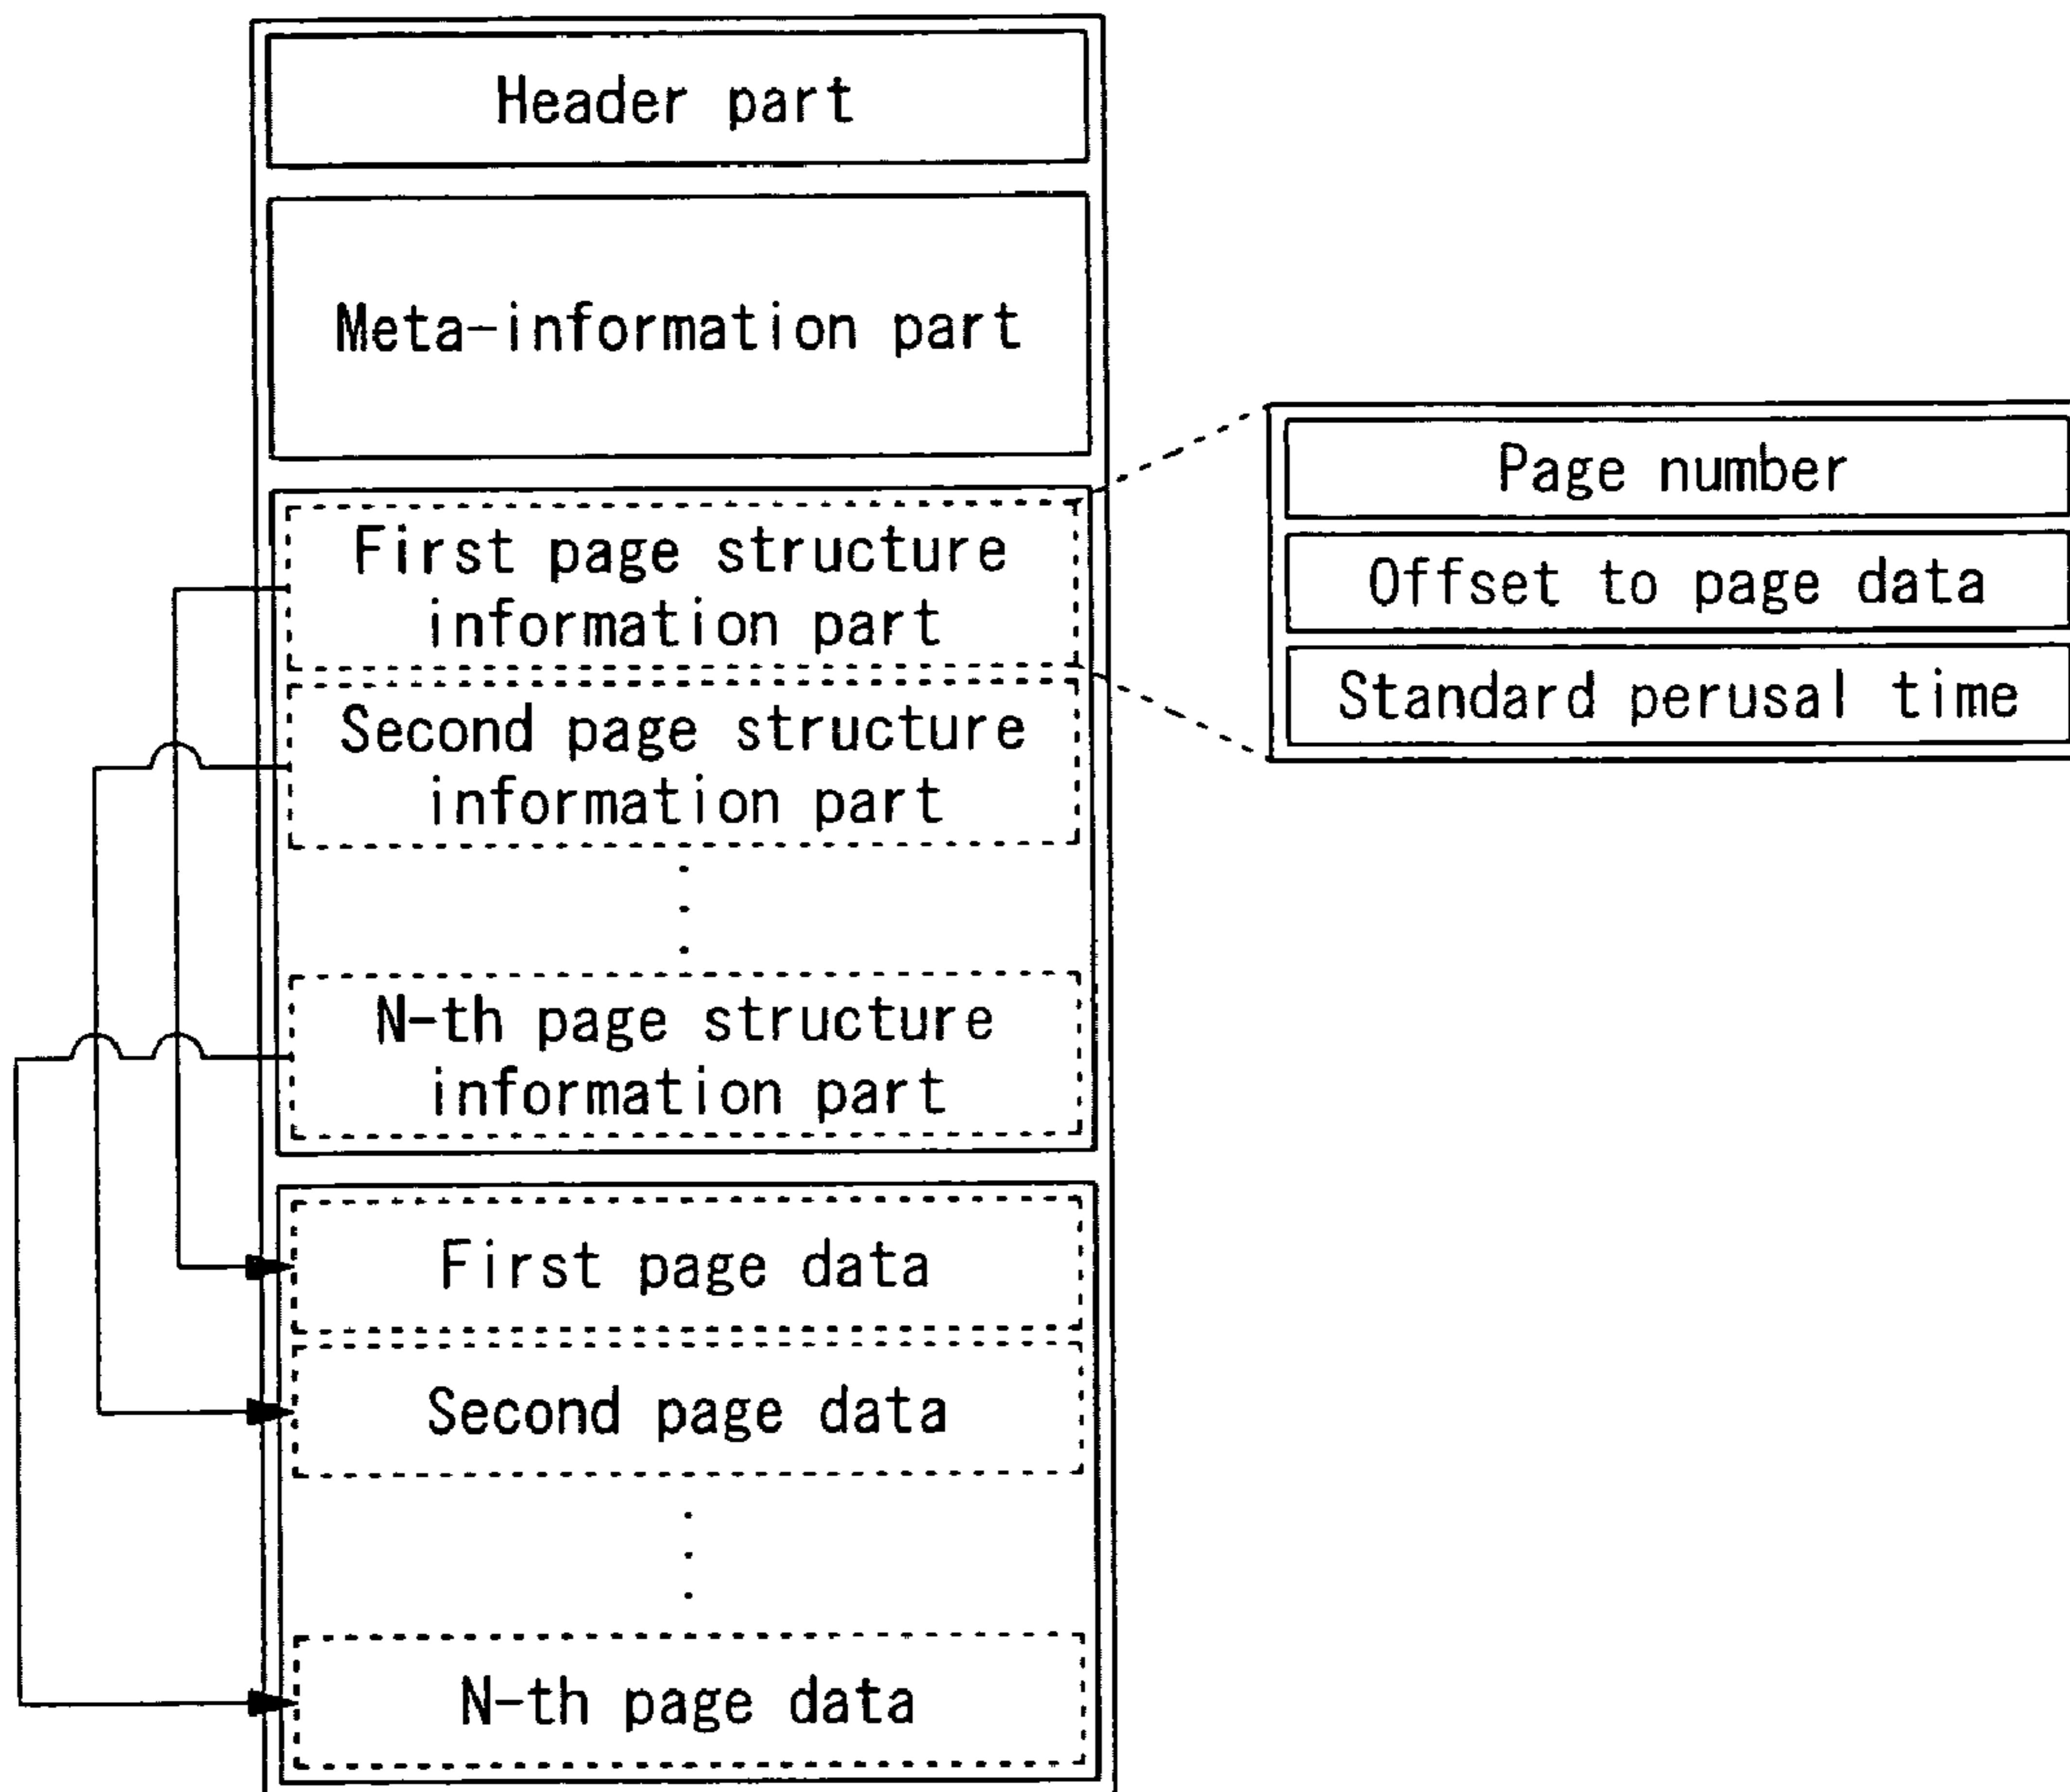 Header part
Meta-information part
First page structure
information part
Second page structure
information part
N-th page structure
information part
First page data
Second page data
N-th page data
Page number
Offset to page data
Standard perusal time